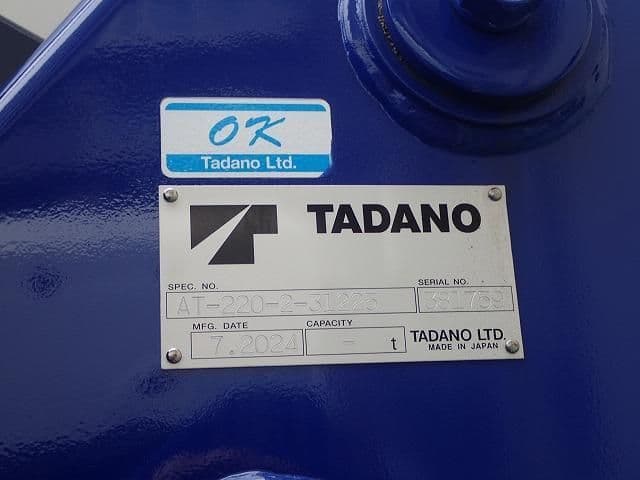 OK
Tadano Ltd.
TADANO
SPEC. NO.
SERIAL NO.
AT-220-2-31225
381759
MFG. DATE
CAPACITY
7.2024
- t
TADANO LTD.
MADE IN JAPAN